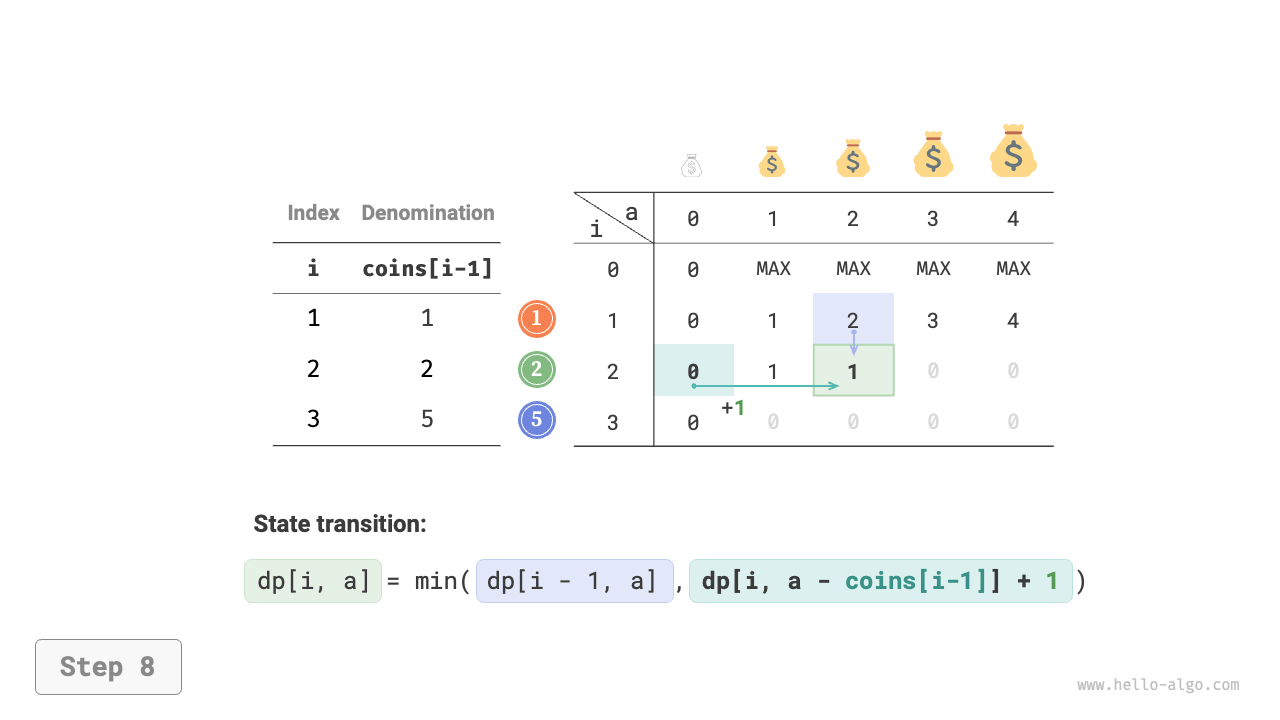 $ $ $ $ $
Index Denomination
i a 0 1 2 3 4
i coins[i-1]
0 0 MAX MAX MAX MAX
1 1 1 1 0 1 2 3 4
2 2 2 2 0 1 1 0 0
+1
3 5 5 3 0 0 0 0 0
State transition:
dp[i, a] = min( dp[i - 1, a] , dp[i, a - coins[i-1]] + 1 )
Step 8
www.hello-algo.com